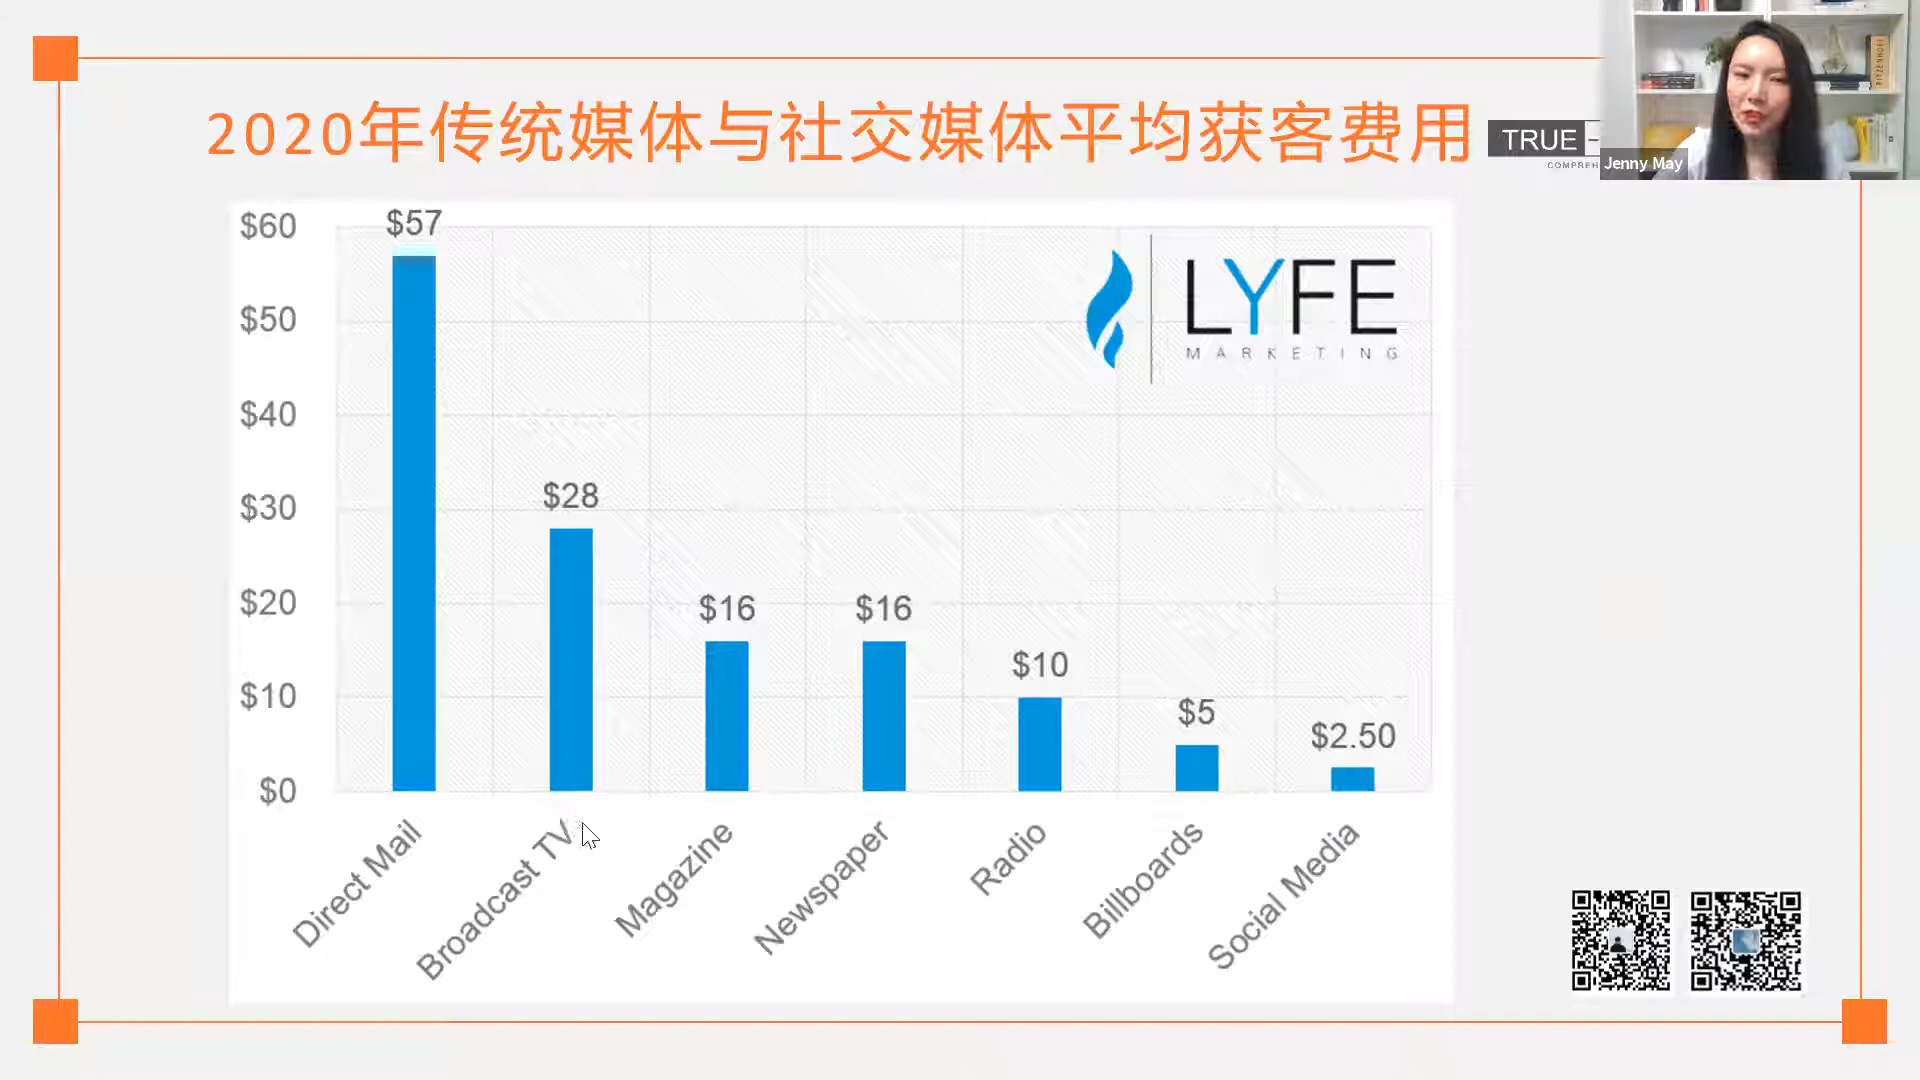 2020年传统媒体与社交媒体平均获客费用
TRUE
COMPREH
Jenny May
LYFE
MARKETING
$60
$50
$40
$30
$20
$10
$0
$57
$28
$16
$16
$10
$5
$2.50
Direct Mail
Broadcast TV
Magazine
Newspaper
Radio
Billboards
Social Media